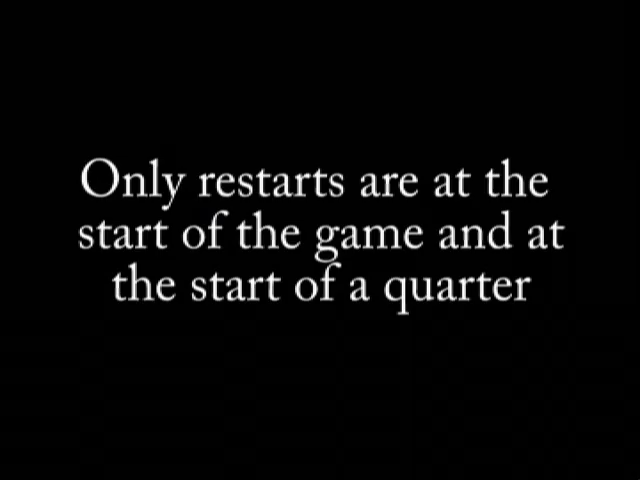 Only restarts are at the
start of the game and at
the start of a quarter